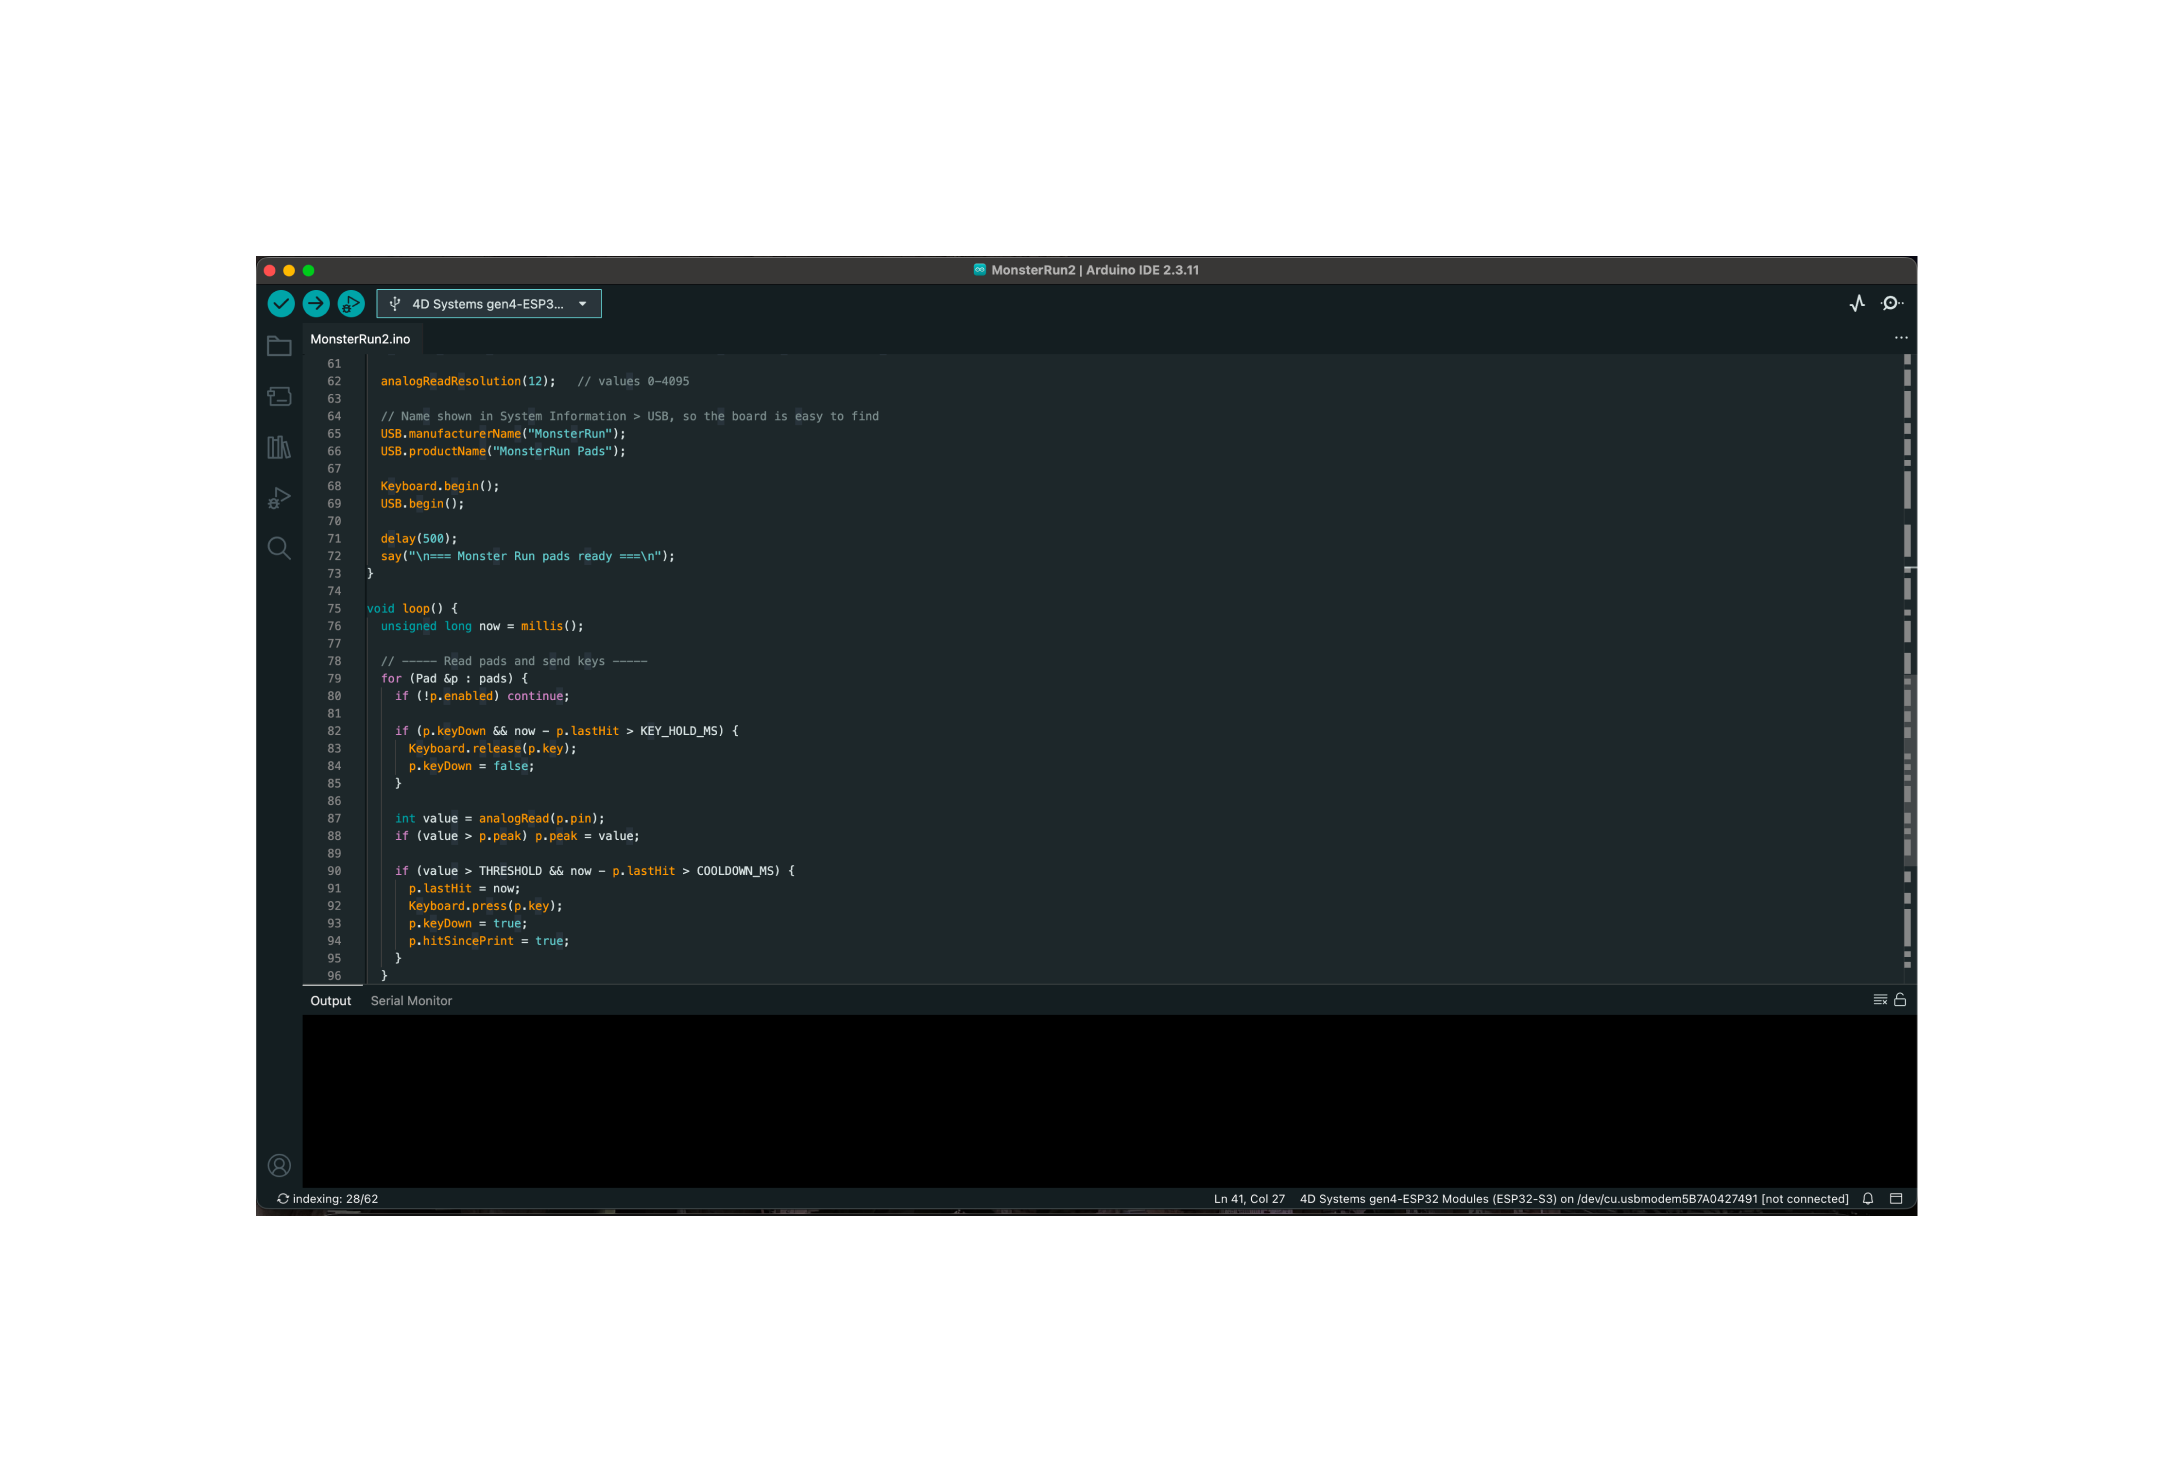 MonsterRun2 | Arduino IDE 2.3.11
4D Systems gen4-ESP3...
MonsterRun2.ino
61
62 analogReadResolution(12);   // values 0-4095
63
64 // Name shown in System Information > USB, so the board is easy to find
65 USB.manufacturerName("MonsterRun");
66 USB.productName("MonsterRun Pads");
67
68 Keyboard.begin();
69 USB.begin();
70
71 delay(500);
72 say("\n=== Monster Run pads ready ===\n");
73 }
74
75 void loop() {
76 unsigned long now = millis();
77
78 // ----- Read pads and send keys -----
79 for (Pad &p : pads) {
80 if (!p.enabled) continue;
81
82 if (p.keyDown && now - p.lastHit > KEY_HOLD_MS) {
83 Keyboard.release(p.key);
84 p.keyDown = false;
85 }
86
87 int value = analogRead(p.pin);
88 if (value > p.peak) p.peak = value;
89
90 if (value > THRESHOLD && now - p.lastHit > COOLDOWN_MS) {
91 p.lastHit = now;
92 Keyboard.press(p.key);
93 p.keyDown = true;
94 p.hitSincePrint = true;
95 }
96 }
Output Serial Monitor
indexing: 28/62 Ln 41, Col 27 4D Systems gen4-ESP32 Modules (ESP32-S3) on /dev/cu.usbmodem5B7A0427491 [not connected]